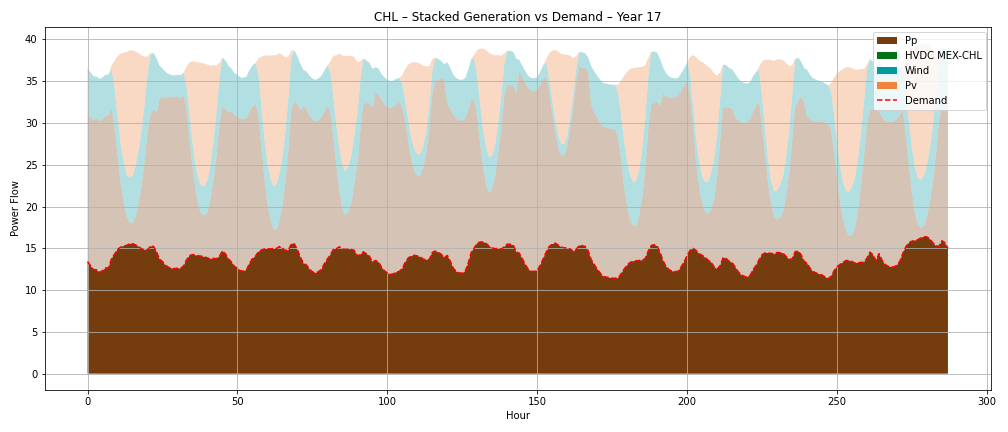 CHL – Stacked Generation vs Demand – Year 17
Power Flow
40
35
30
25
20
15
10
5
0
0 50 100 150 200 250 300
Hour
Pp
HVDC MEX-CHL
Wind
Pv
Demand